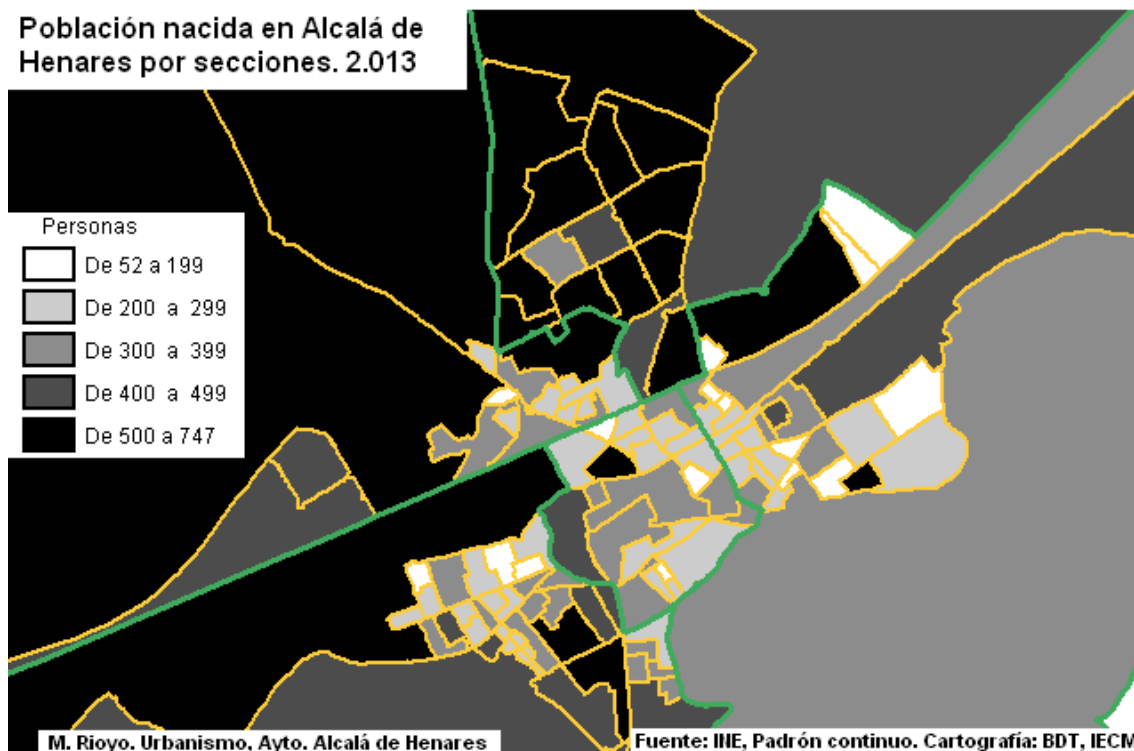 Población nacida en Alcalá de
Henares por secciones. 2.013
Personas
De 52 a 199
De 200 a 299
De 300 a 399
De 400 a 499
De 500 a 747
M. Rioyo. Urbanismo, Ayto. Alcalá de Henares
Fuente: INE, Padrón continuo. Cartografía: BDT, IECM